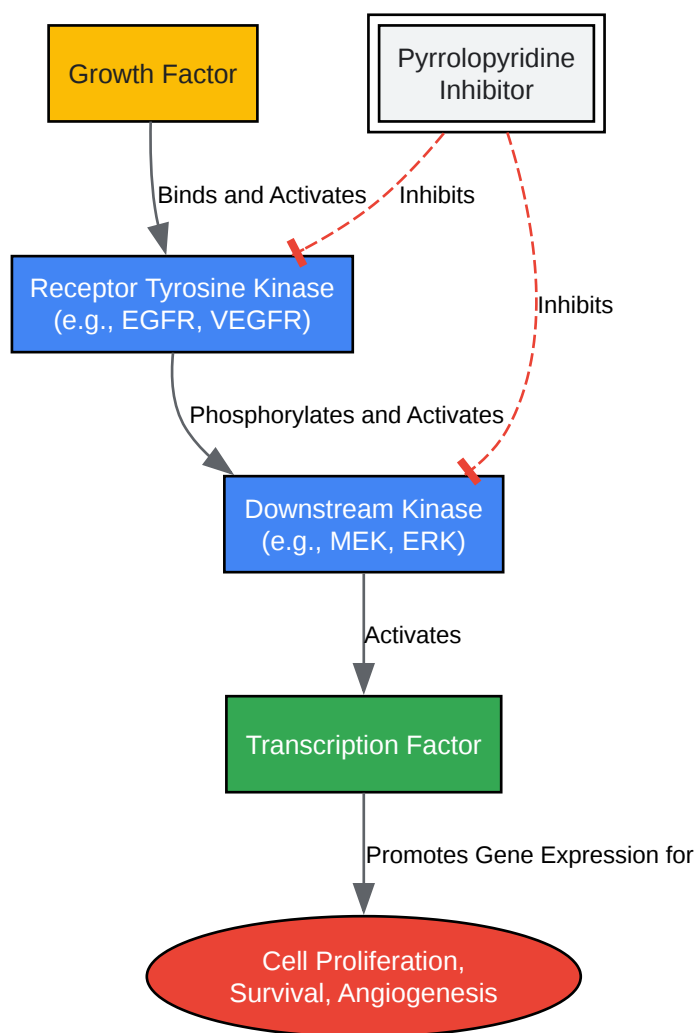 Growth Factor
Pyrrolopyridine
Inhibitor
Binds and Activates
Inhibits
Receptor Tyrosine Kinase
(e.g., EGFR, VEGFR)
Inhibits
Phosphorylates and Activates
Downstream Kinase
(e.g., MEK, ERK)
Activates
Transcription Factor
Promotes Gene Expression for
Cell Proliferation,
Survival, Angiogenesis